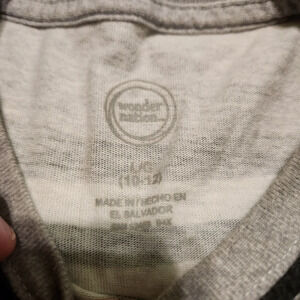 wonder
nation
L/G
(10-12)
MADE IN / HECHO EN
EL SALVADOR